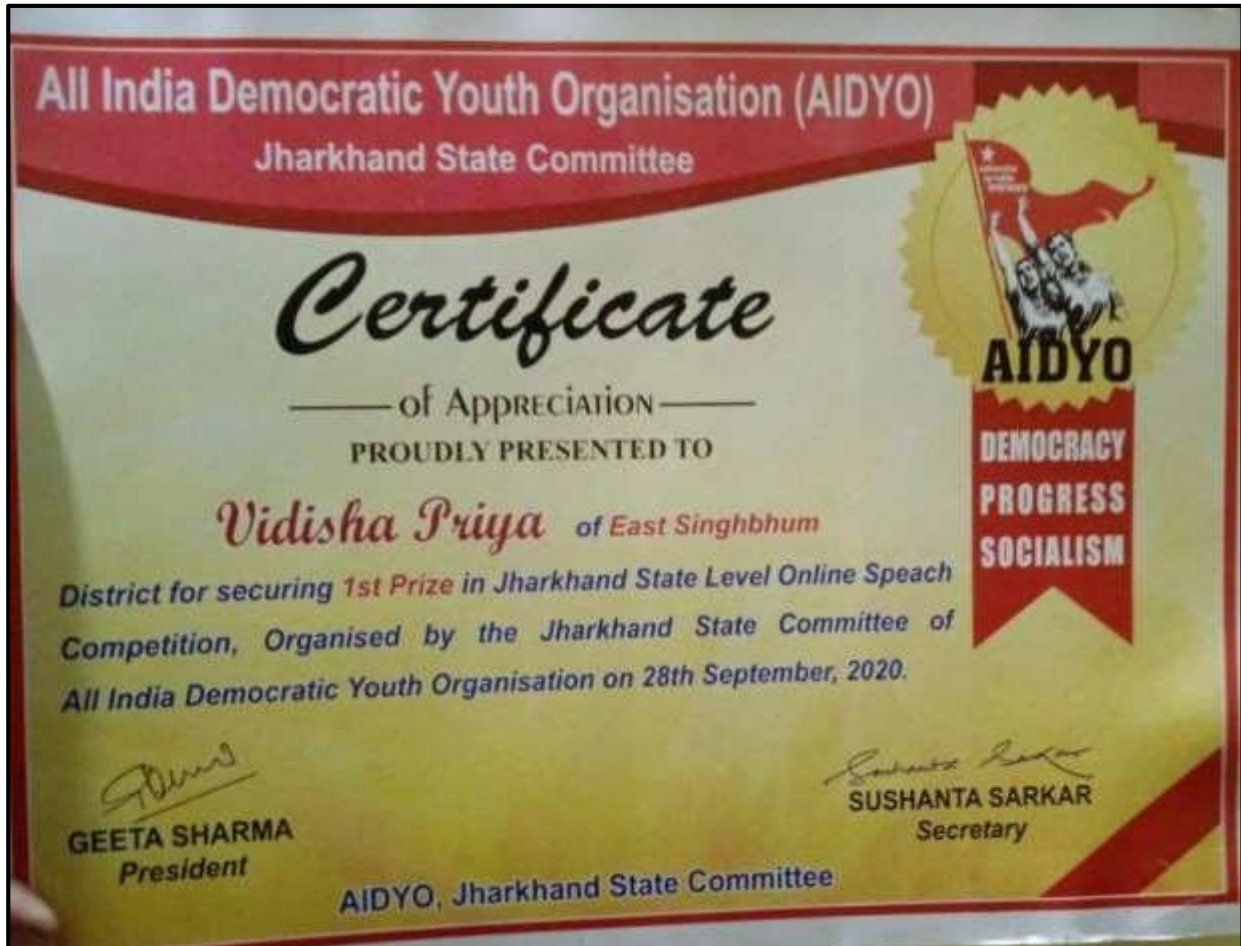 All India Democratic Youth Organisation (AIDYO)
Jharkhand State Committee
Certificate
of Appreciation
PROUDLY PRESENTED TO
Vidisha Priya of East Singhbhum
District for securing 1st Prize in Jharkhand State Level Online Speach
Competition, Organised by the Jharkhand State Committee of
All India Democratic Youth Organisation on 28th September, 2020.
AIDYO
DEMOCRACY
PROGRESS
SOCIALISM
GEETA SHARMA
President
Sushanta Sarkar
SUSHANTA SARKAR
Secretary
AIDYO, Jharkhand State Committee